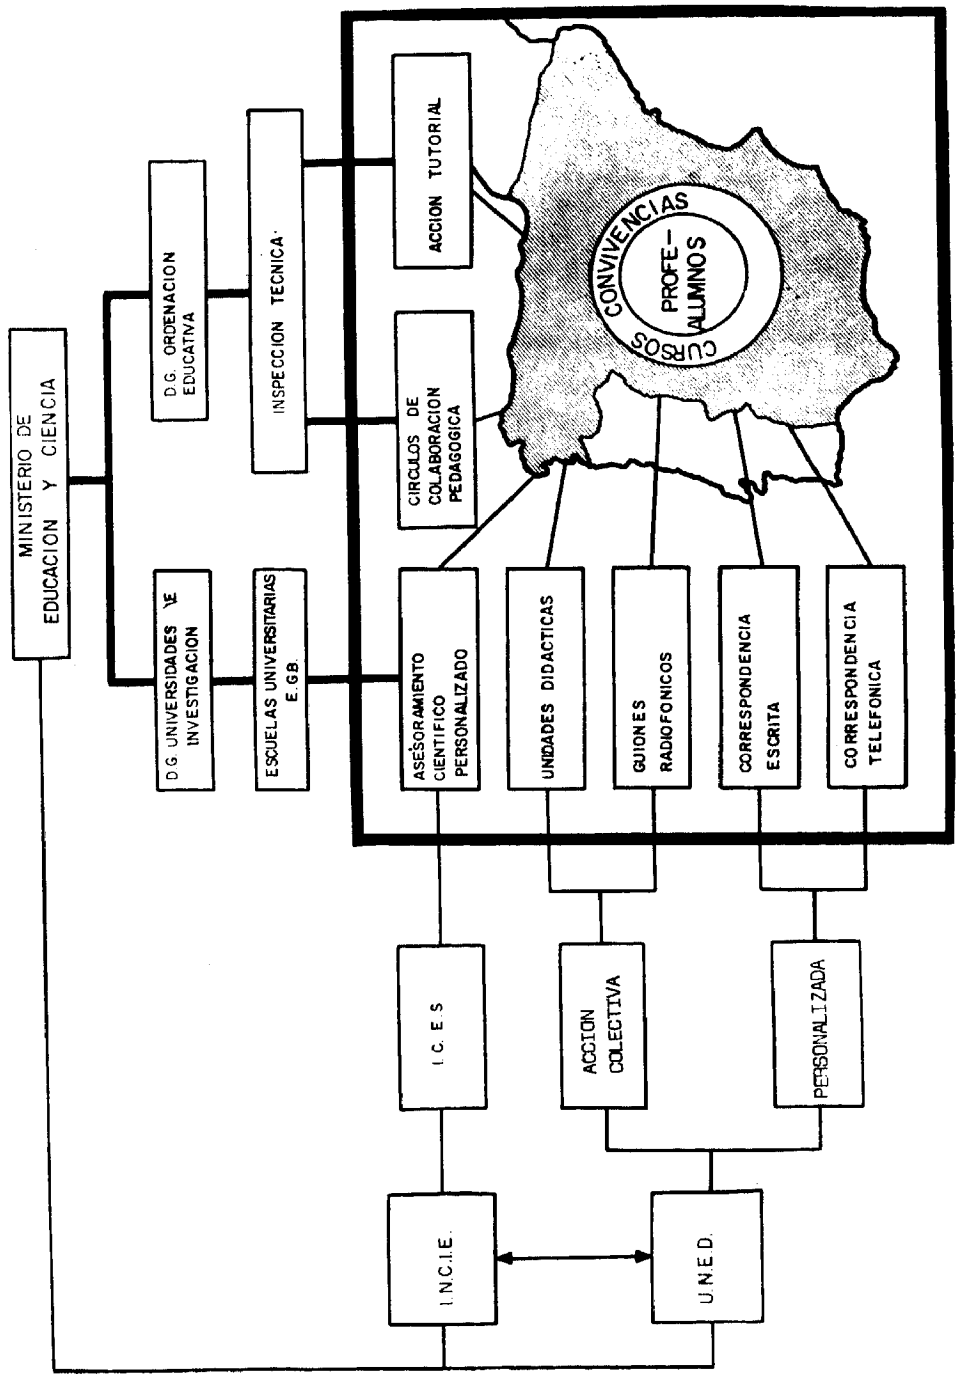 MINISTERIO DE
EDUCACION Y CIENCIA
D.G. UNIVERSIDADES E
INVESTIGACION
D.G. ORDENACION
EDUCATIVA
ESCUELAS UNIVERSITARIAS
E.GB.
INSPECCION TECNICA
I.N.C.I.E.
I.C.E.S
ASESORAMIENTO
CIENTIFICO
PERSONALIZADO
CIRCULOS DE
COLABORACION
PEDAGOGICA
ACCION TUTORIAL
U.N.E.D.
ACCION
COLECTIVA
PERSONALIZADA
UNIDADES DIDACTICAS
GUIONES
RADIOFONICOS
CORRESPONDENCIA
ESCRITA
CORRESPONDENCIA
TELEFONICA
CURSOS CONVIVENCIAS
PROFE-
ALUMNOS